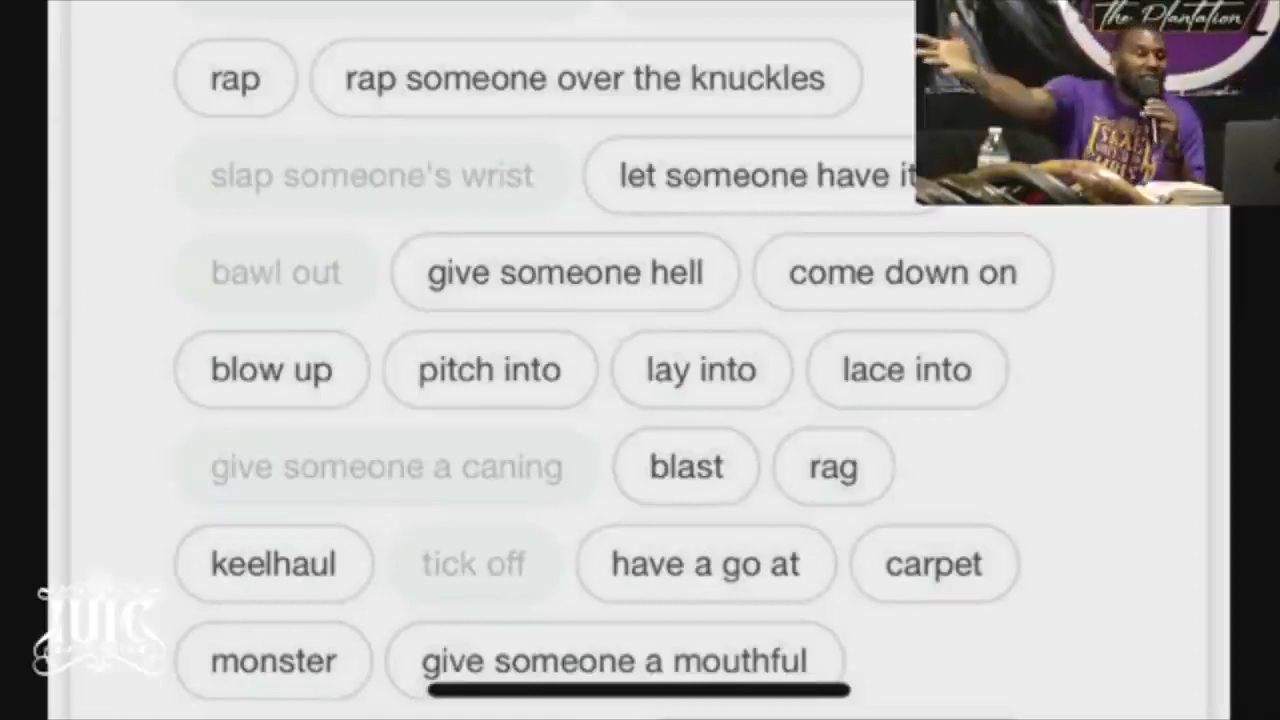 the Plantation
rap rap someone over the knuckles
slap someone's wrist let someone have it
bawl out give someone hell come down on
blow up pitch into lay into lace into
give someone a caning blast rag
keelhaul tick off have a go at carpet
IUIC
monster give someone a mouthful